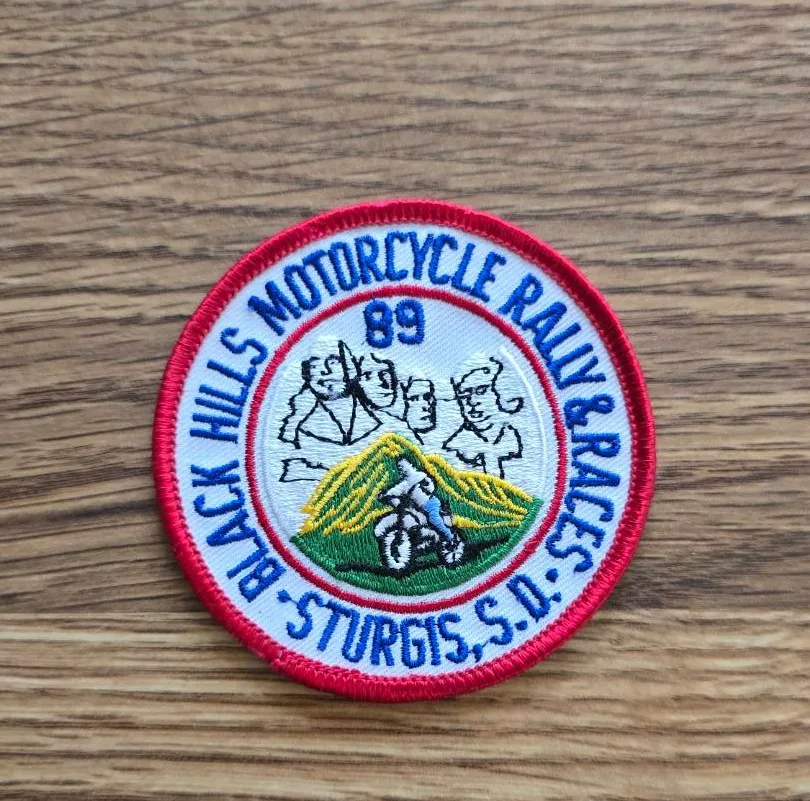 BLACK HILLS MOTORCYCLE RALLY & RACES
89
STURGIS, S.D.